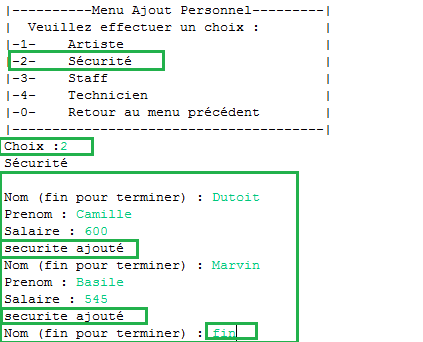 |----------Menu Ajout Personnel---------|
|  Veuillez effectuer un choix :        |
|-1-    Artiste                         |
|-2-    Sécurité                        |
|-3-    Staff                           |
|-4-    Technicien                      |
|-0-    Retour au menu précédent        |
|---------------------------------------|
Choix :2
Sécurité
Nom (fin pour terminer) : Dutoit
Prenom : Camille
Salaire : 600
securite ajouté
Nom (fin pour terminer) : Marvin
Prenom : Basile
Salaire : 545
securite ajouté
Nom (fin pour terminer) : fin